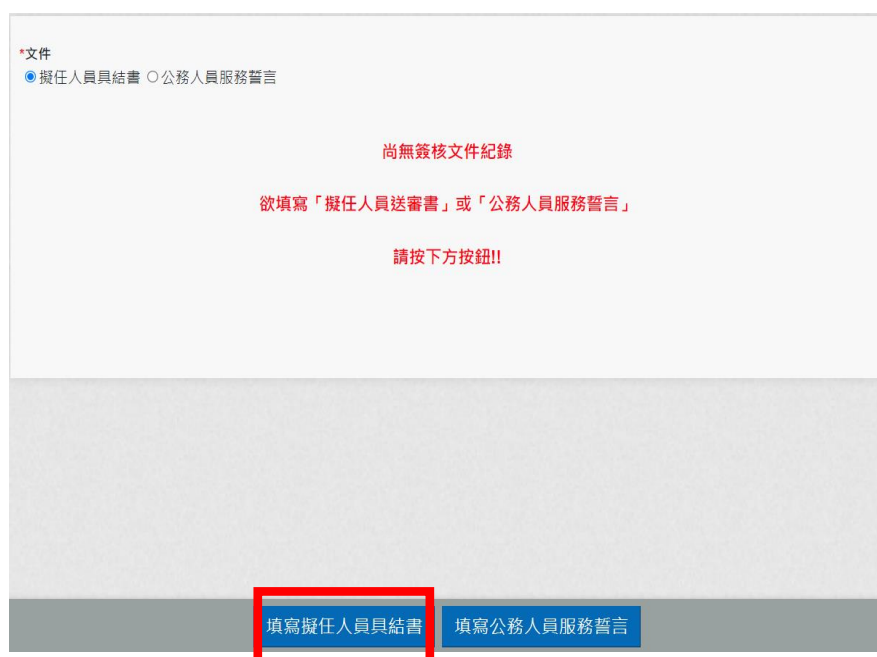 *文件
擬任人員具結書 公務人員服務誓言
尚無簽核文件紀錄
欲填寫「擬任人員送審書」或「公務人員服務誓言」
請按下方按鈕!!
填寫擬任人員具結書 填寫公務人員服務誓言